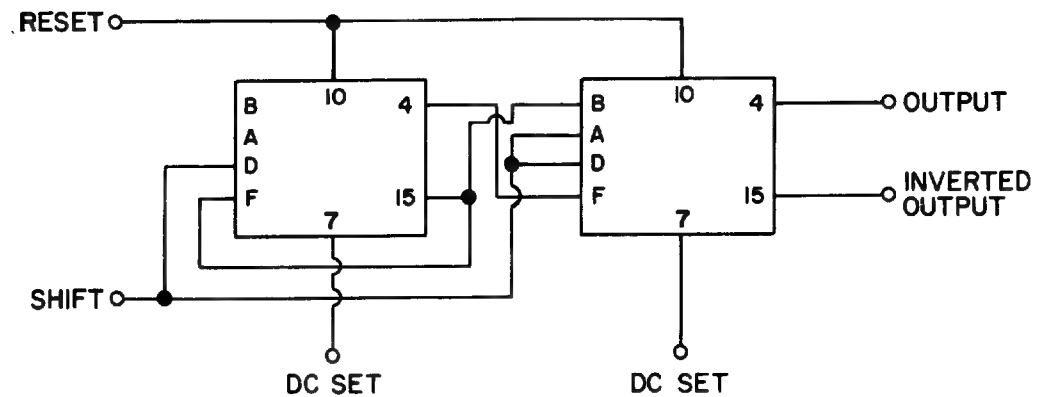 RESET
10
B
4
A
D
F
15
7
10
B
4
A
D
F
15
7
OUTPUT
INVERTED
OUTPUT
SHIFT
DC SET
DC SET